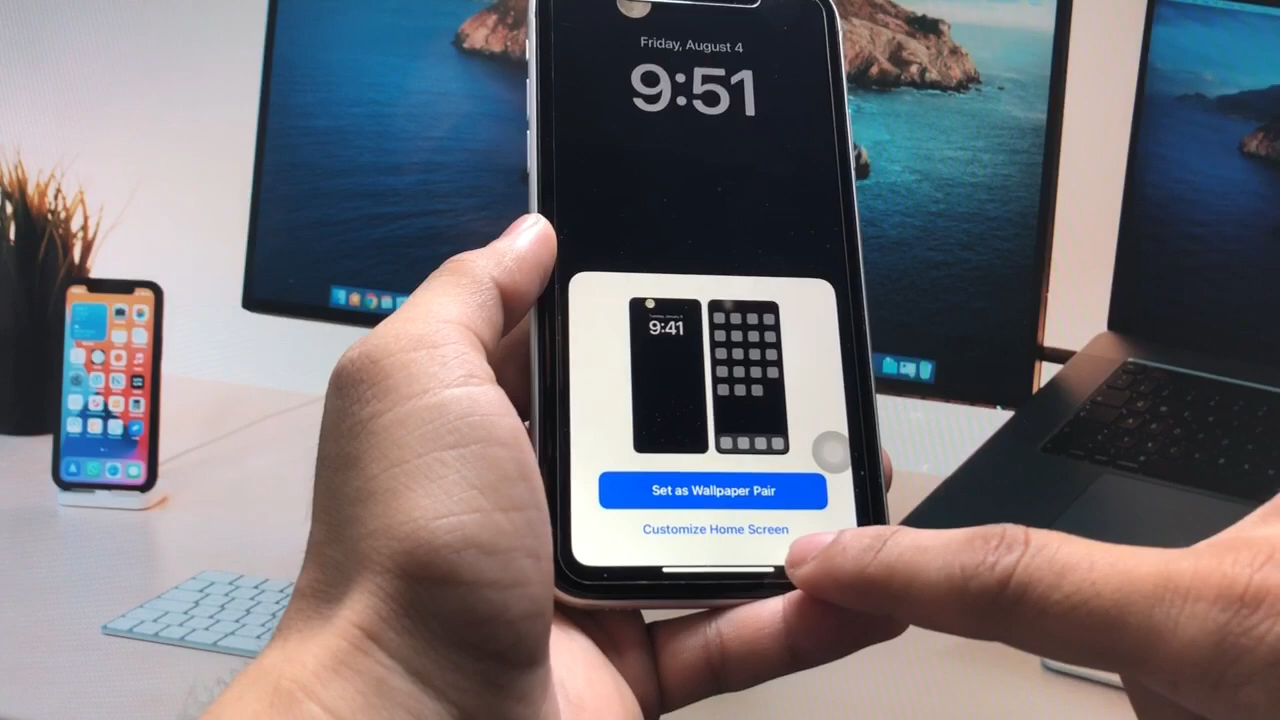 Friday, August 4
9:51
9:41
Set as Wallpaper Pair
Customize Home Screen